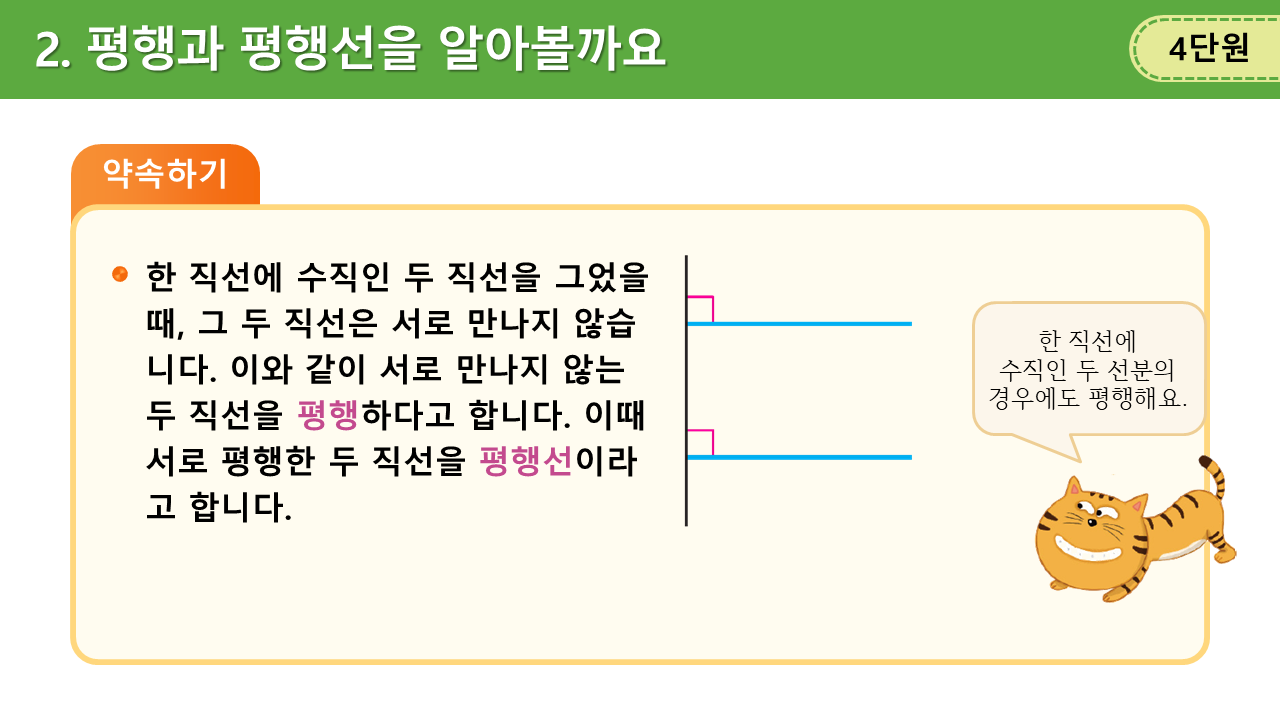 2. 평행과 평행선을 알아볼까요
4단원
약속하기
한 직선에 수직인 두 직선을 그었을
때, 그 두 직선은 서로 만나지 않습
니다. 이와 같이 서로 만나지 않는
두 직선을 평행하다고 합니다. 이때
서로 평행한 두 직선을 평행선이라
고 합니다.
한 직선에
수직인 두 선분의
경우에도 평행해요.